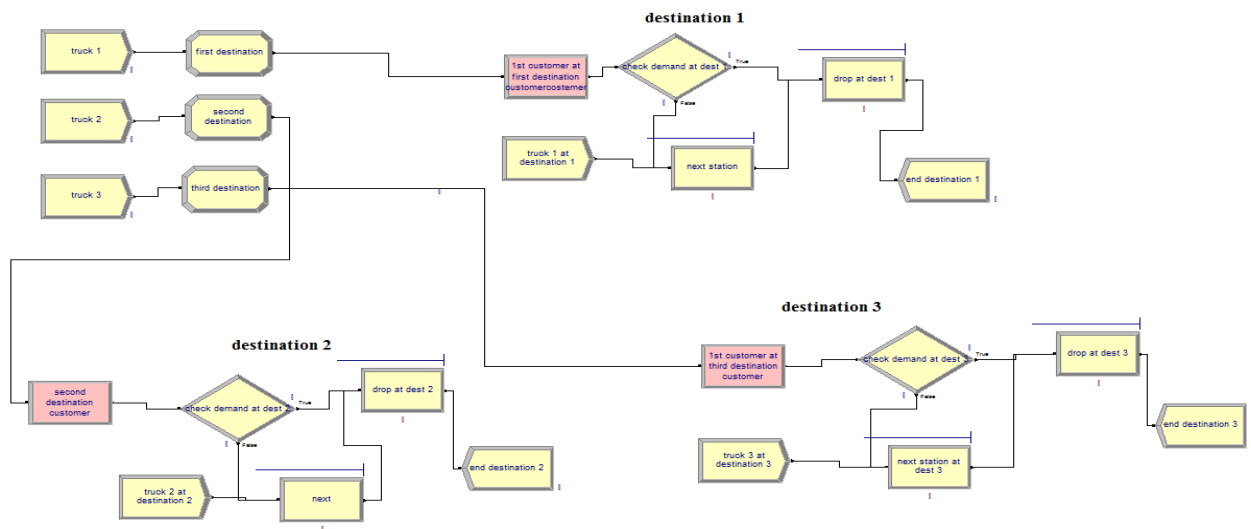 destination 1
truck 1
first destination
1st customer at
first destination
customercostemer
check demand at dest 1
True
False
drop at dest 1
truck 2
second
destination
truck 1 at
destination 1
next station
end destination 1
truck 3
third destination
destination 3
1st customer at
third destination
customer
check demand at dest 3
True
False
drop at dest 3
truck 3 at
destination 3
next station at
dest 3
end destination 3
destination 2
second
destination
customer
check demand at dest 2
True
False
drop at dest 2
truck 2 at
destination 2
next
end destination 2